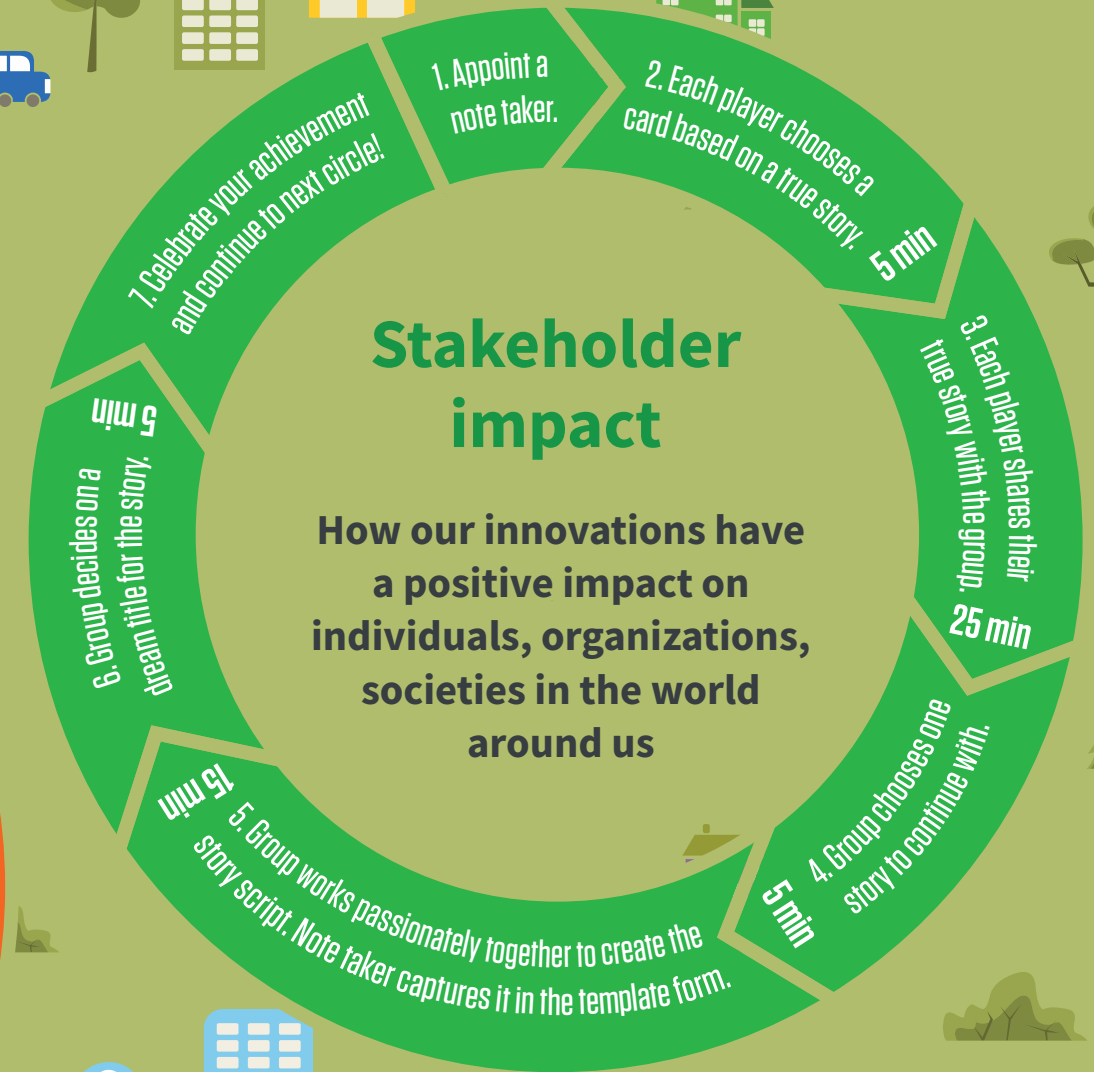 1. Appoint a
note taker.
2. Each player chooses a
card based on a true story.
5 min
3. Each player shares their
true story with the group.
25 min
4. Group chooses one
story to continue with.
5 min
5. Group works passionately together to create the
story script. Note taker captures it in the template form.
15 min
6. Group decides on a
dream title for the story.
5 min
7. Celebrate your achievement
and continue to next circle!
Stakeholder
impact
How our innovations have
a positive impact on
individuals, organizations,
societies in the world
around us